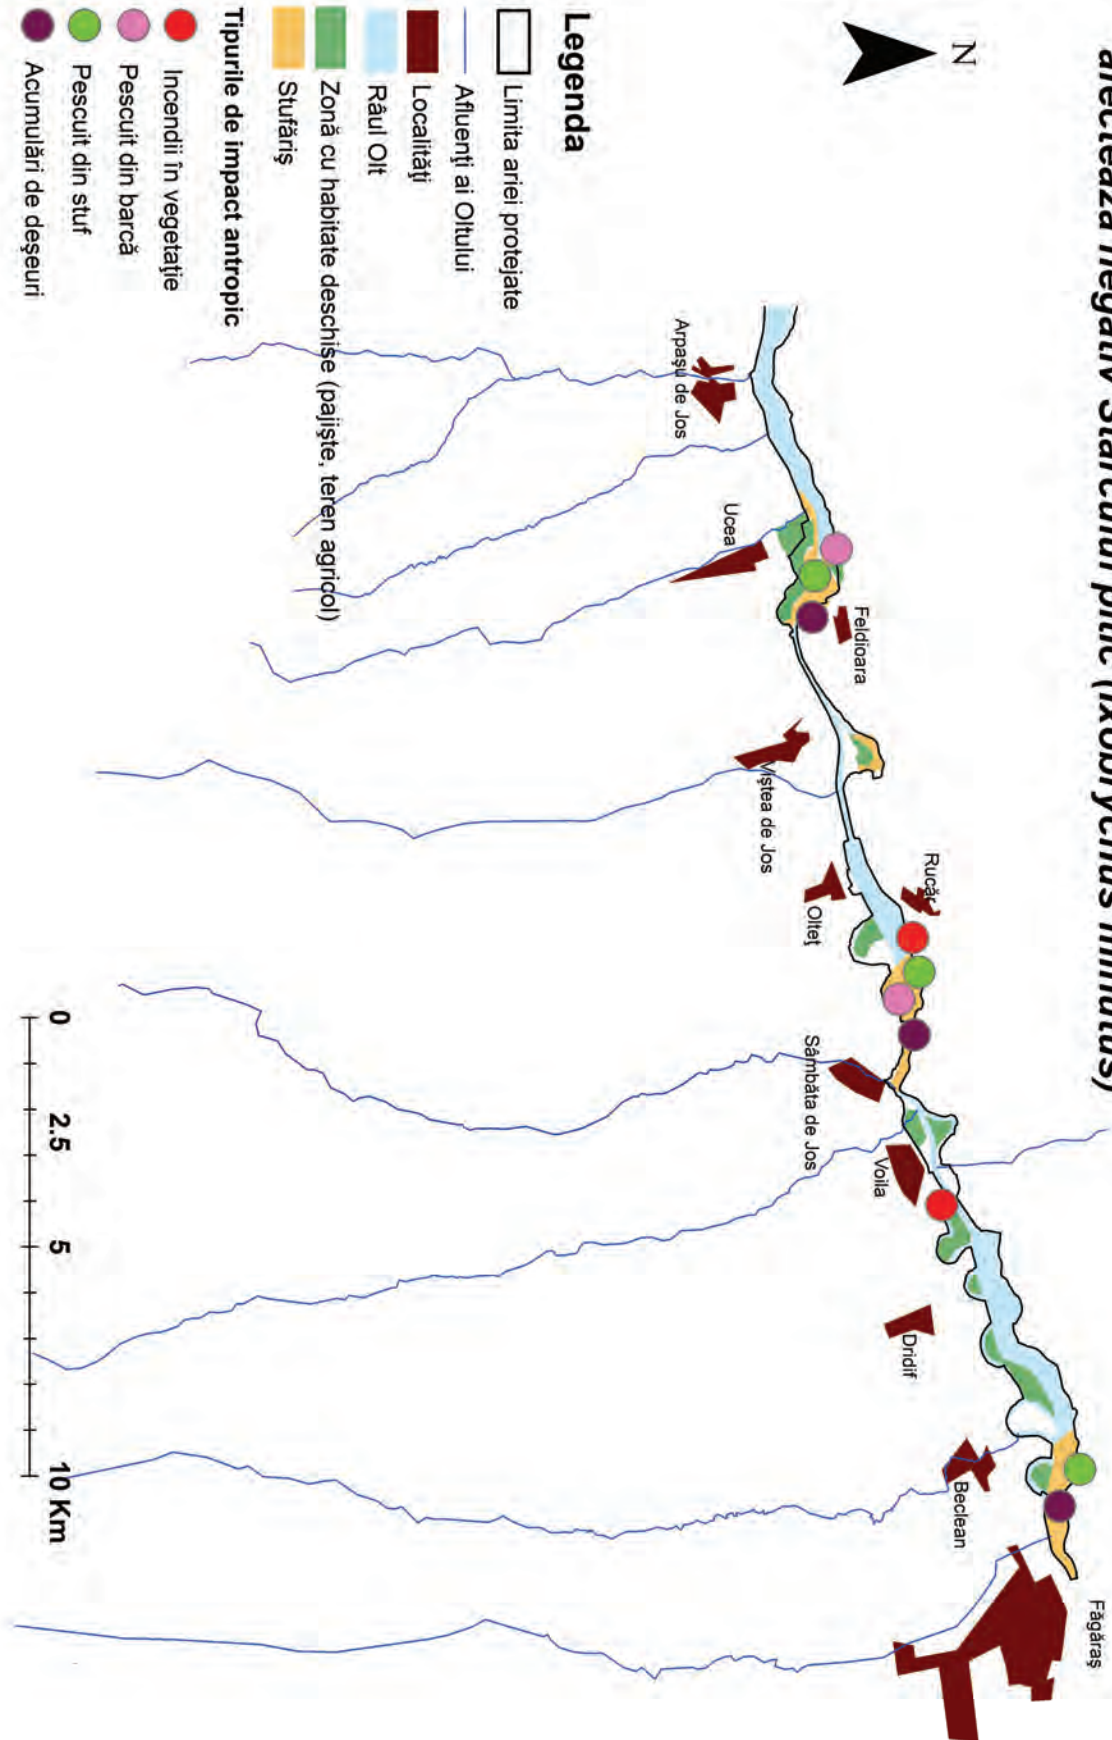 afectează negativ stârcului pitic (Ixobrychus minutus)
N
Legenda
Limita ariei protejate
Afluenți ai Oltului
Localități
Râul Olt
Zonă cu habitate deschise (pajiște, teren agricol)
Stufăriș
Tipurile de impact antropic
Incendii în vegetație
Pescuit din barcă
Pescuit din stuf
Acumulări de deșeuri
Arpașu de Jos
Ucea
Feldioara
Viștea de Jos
Rucăr
Olteț
Sâmbăta de Jos
Voila
Dridif
Beclean
Făgăraș
0 2.5 5 10 Km